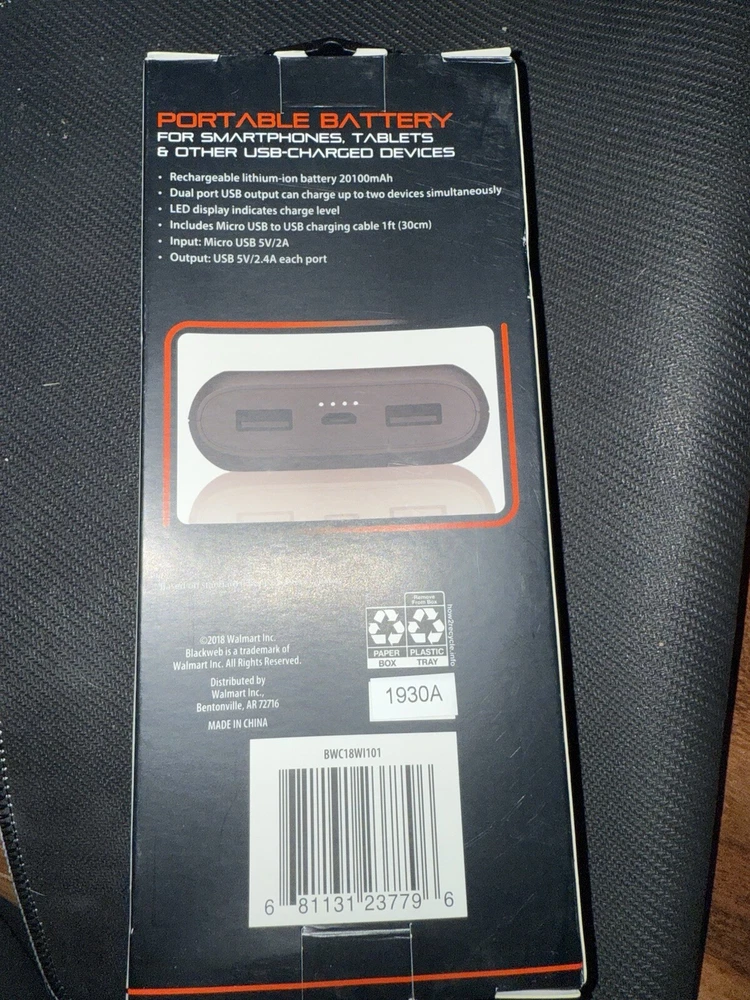 PORTABLE BATTERY
FOR SMARTPHONES, TABLETS
& OTHER USB-CHARGED DEVICES
• Rechargeable lithium-ion battery 20100mAh
• Dual port USB output can charge up to two devices simultaneously
• LED display indicates charge level
• Includes Micro USB to USB charging cable 1ft (30cm)
• Input: Micro USB 5V/2A
• Output: USB 5V/2.4A each port
©2018 Walmart Inc.
Blackweb is a trademark of
Walmart Inc. All Rights Reserved.
Distributed by
Walmart Inc.,
Bentonville, AR 72716
MADE IN CHINA
Remove
From Box
PAPER
BOX
PLASTIC
TRAY
how2recycle.info
1930A
BWC18WI101
6 81131 23779 6